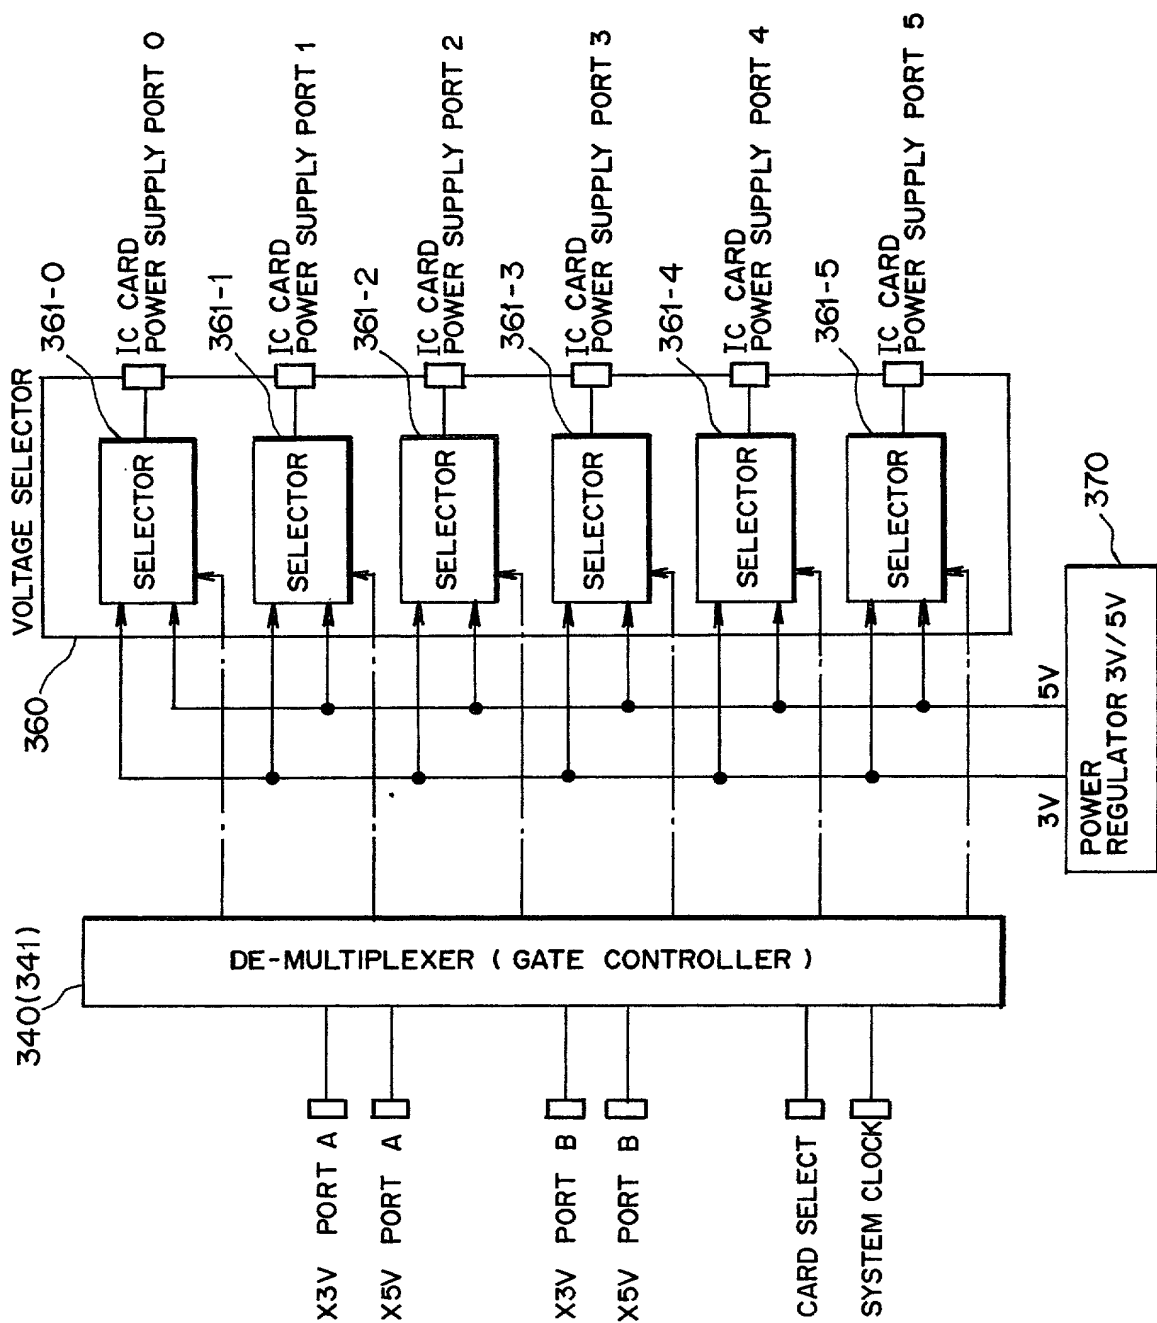 VOLTAGE SELECTOR
360
361-0
SELECTOR
IC CARD
POWER SUPPLY PORT 0
361-1
SELECTOR
IC CARD
POWER SUPPLY PORT 1
361-2
SELECTOR
IC CARD
POWER SUPPLY PORT 2
361-3
SELECTOR
IC CARD
POWER SUPPLY PORT 3
361-4
SELECTOR
IC CARD
POWER SUPPLY PORT 4
361-5
SELECTOR
IC CARD
POWER SUPPLY PORT 5
340(341)
DE-MULTIPLEXER ( GATE CONTROLLER )
3V
5V
POWER
REGULATOR 3V/5V
370
X3V PORT A
X5V PORT A
X3V PORT B
X5V PORT B
CARD SELECT
SYSTEM CLOCK